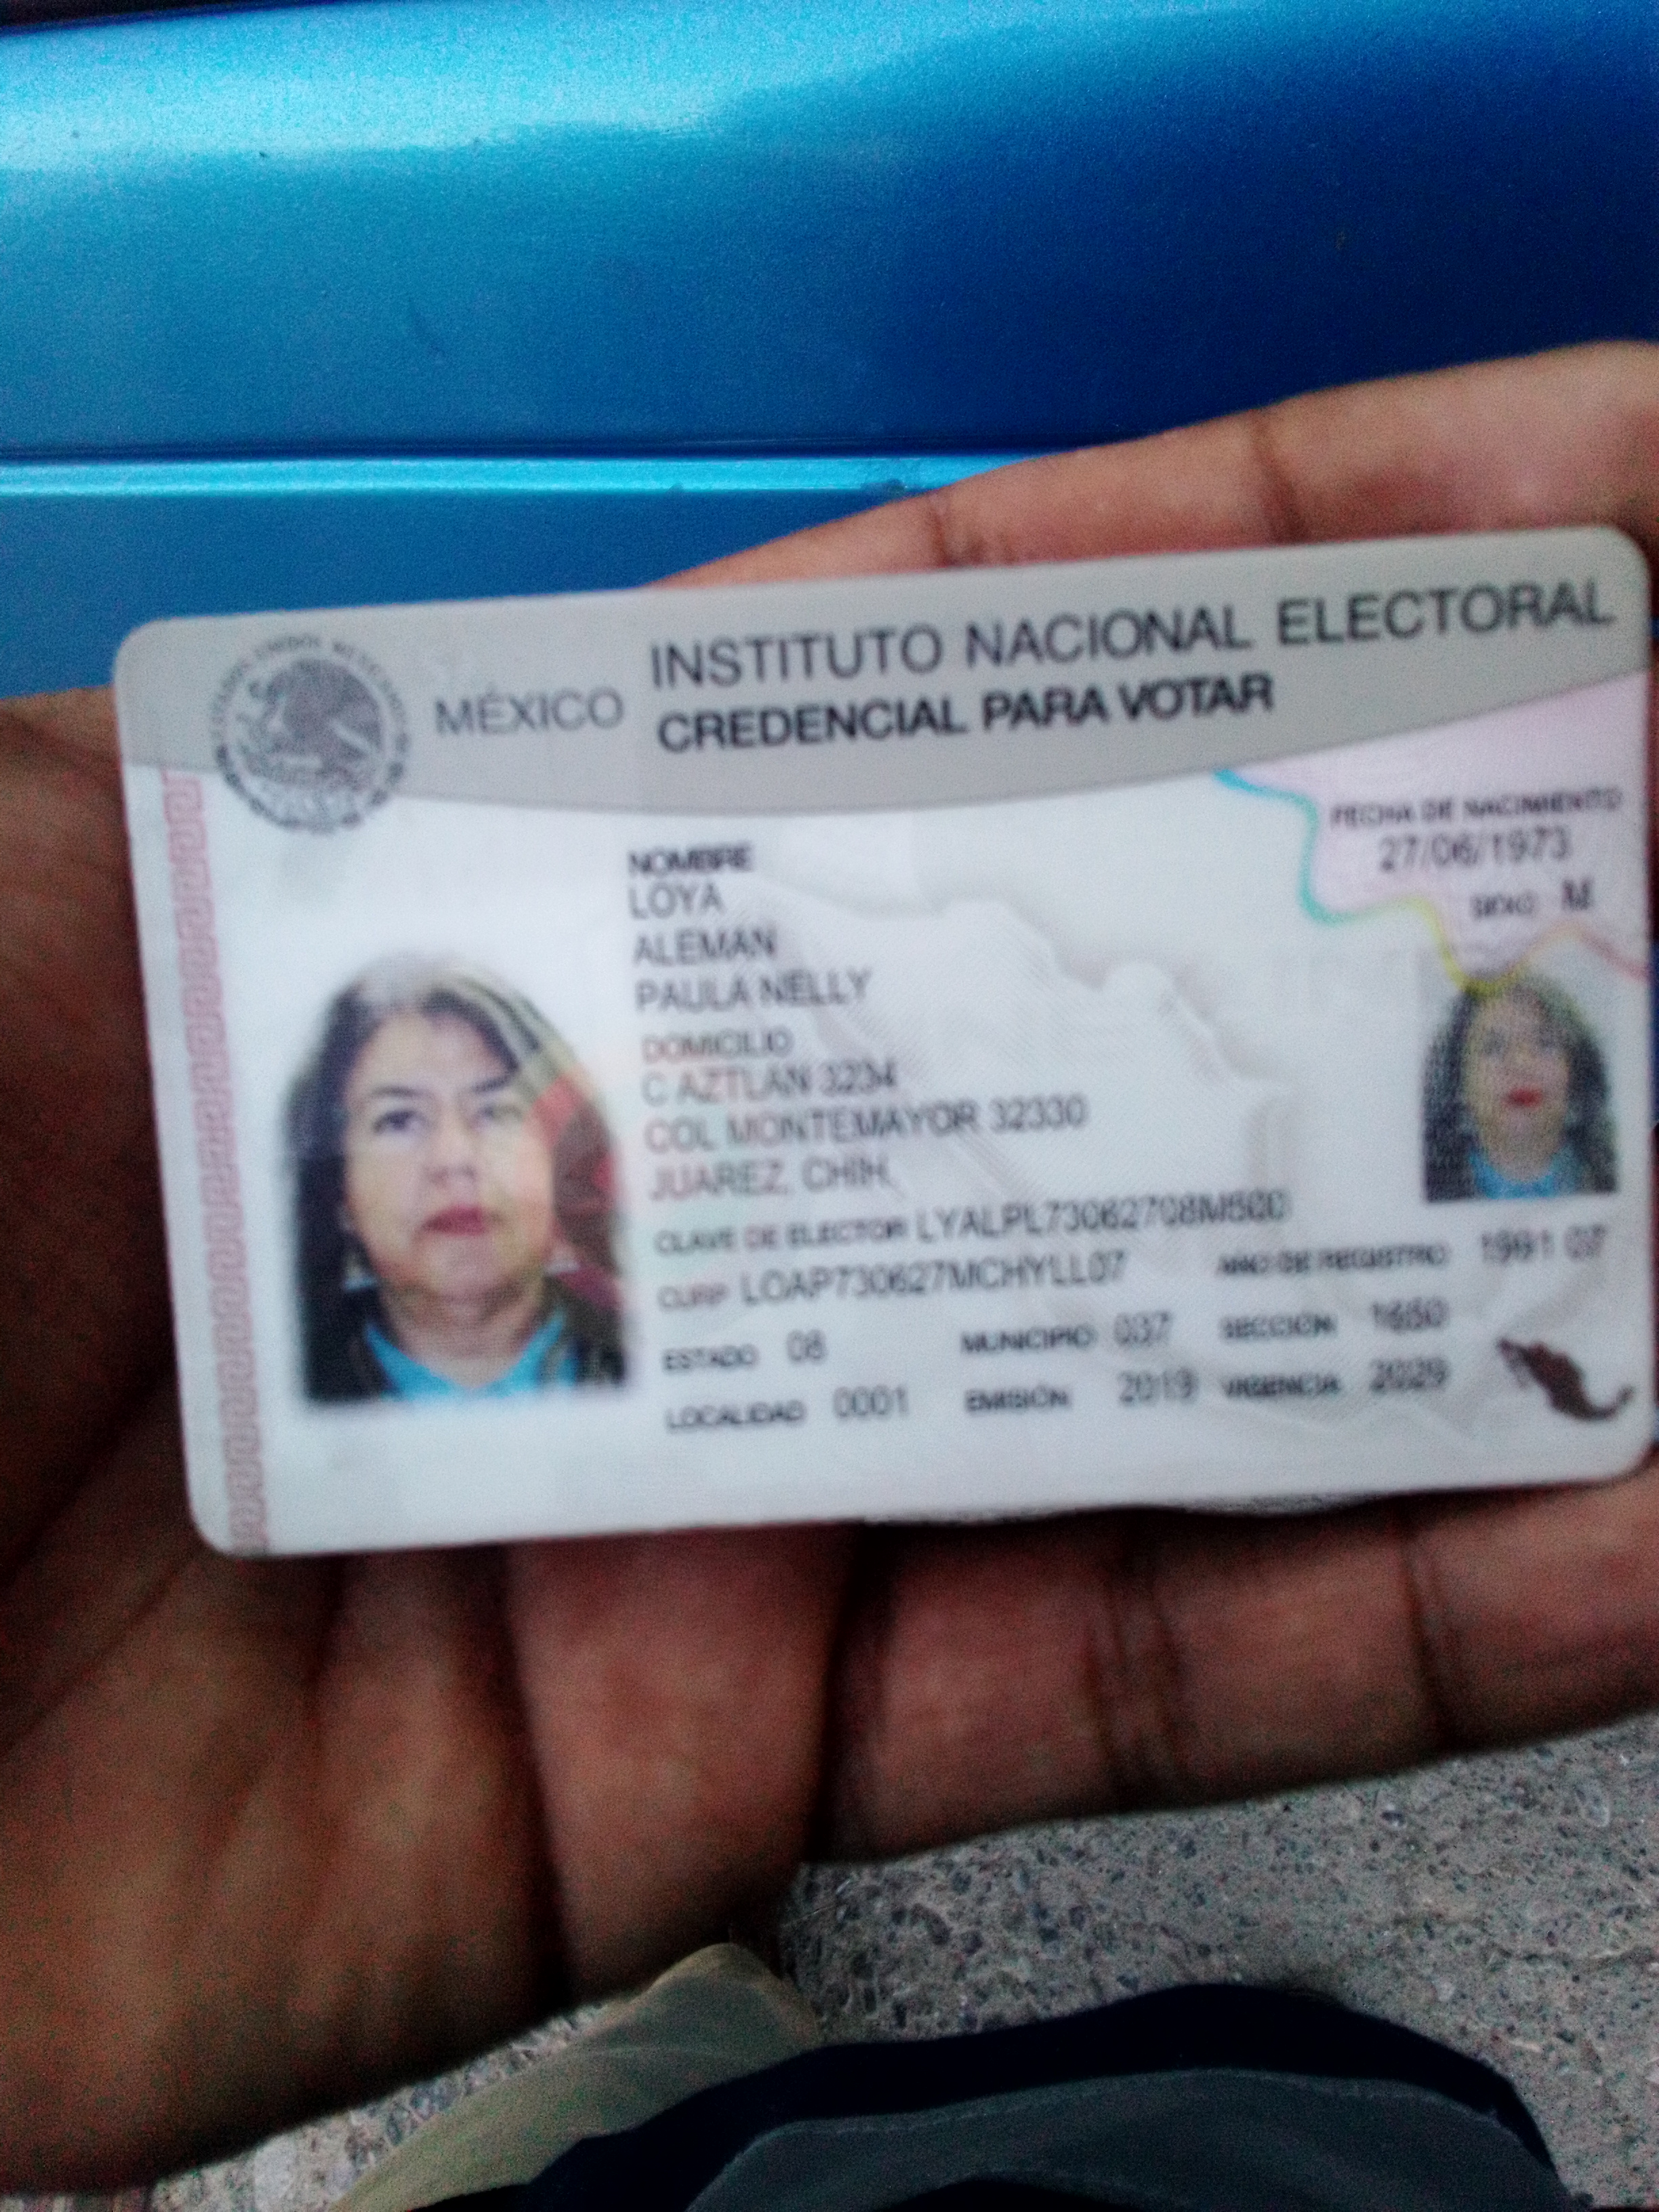 MÉXICO
INSTITUTO NACIONAL ELECTORAL
CREDENCIAL PARA VOTAR
FECHA DE NACIMIENTO
27/06/1973
SEXO M
NOMBRE
LOYA
ALEMAN
PAULA NELLY
DOMICILIO
C AZTLAN 3234
COL MONTEMAYOR 32330
JUAREZ, CHIH.
CLAVE DE ELECTOR LYALPL73062708M500
CURP LOAP730627MCHYLL07 AÑO DE REGISTRO 1991 07
ESTADO 08 MUNICIPIO 037 SECCIÓN 1650
LOCALIDAD 0001 EMISIÓN 2019 VIGENCIA 2029